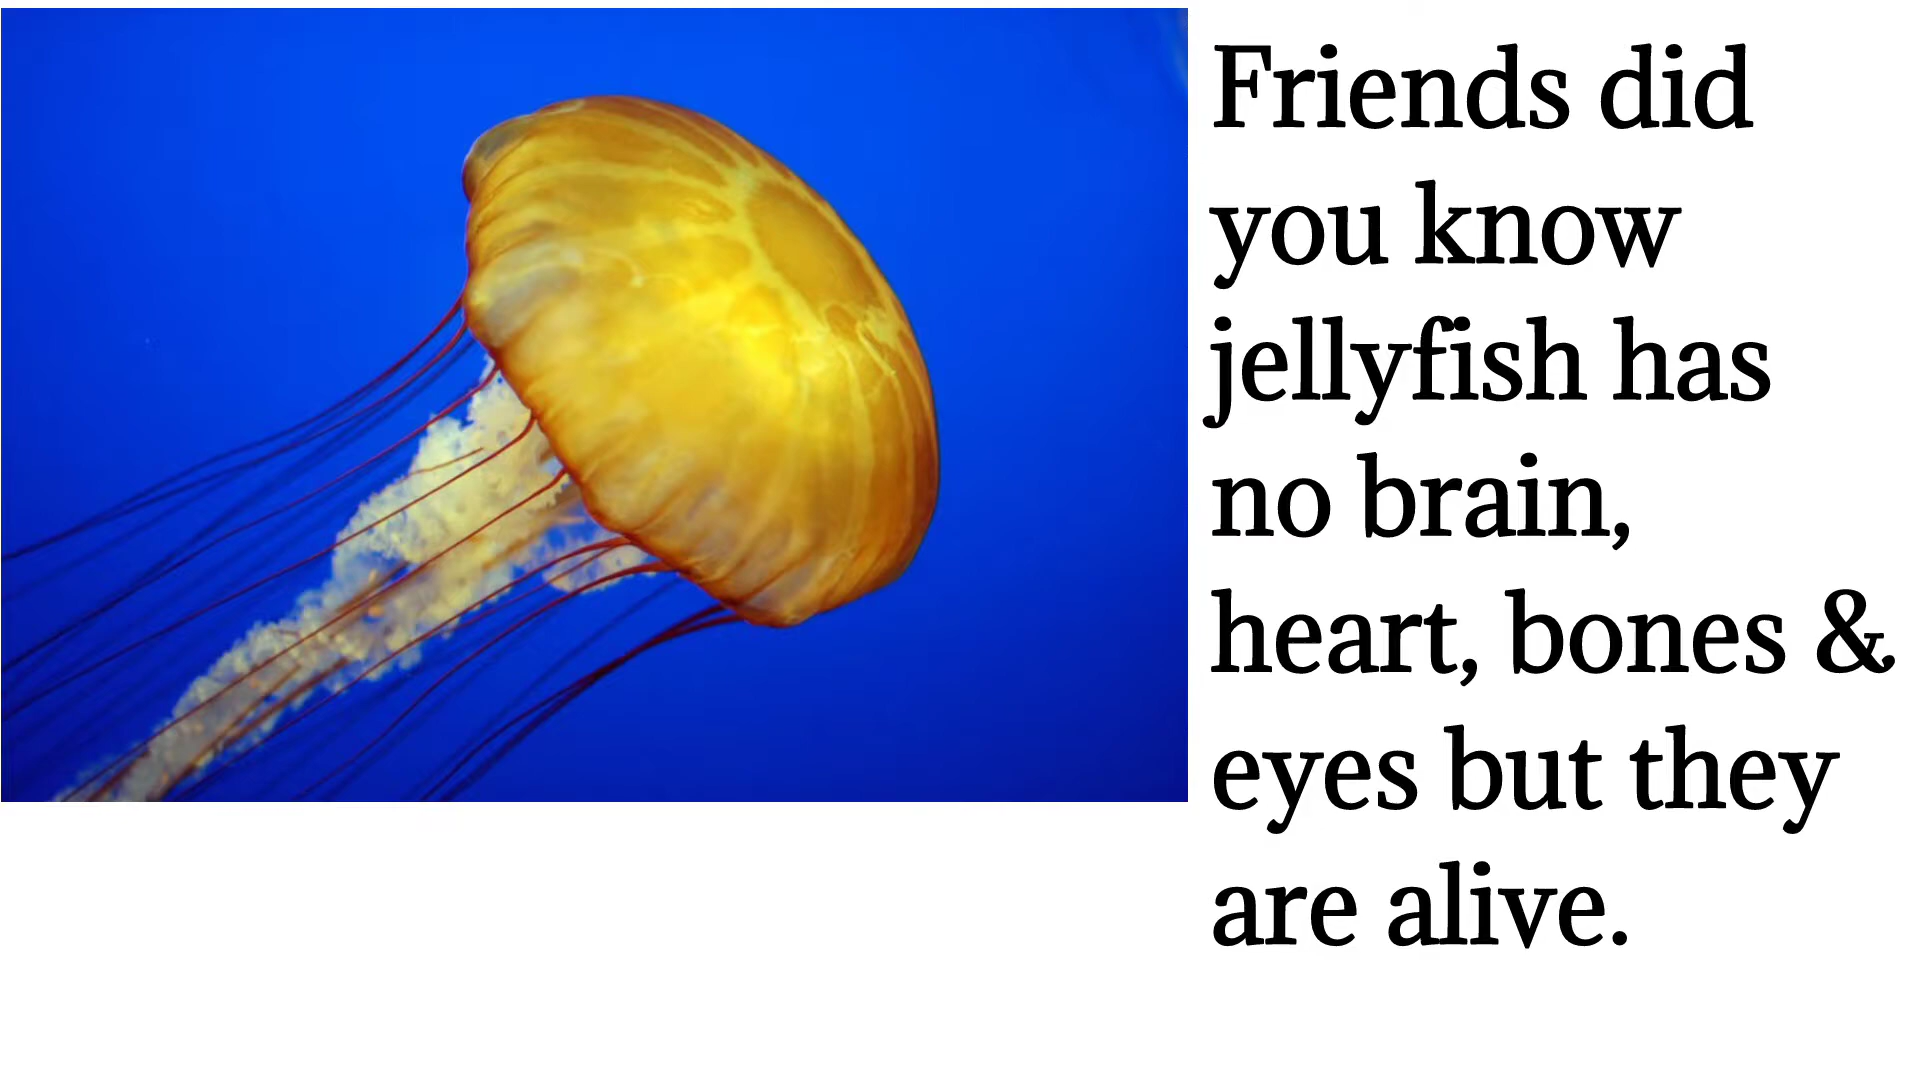 Friends did
you know
jellyfish has
no brain,
heart, bones &
eyes but they
are alive.